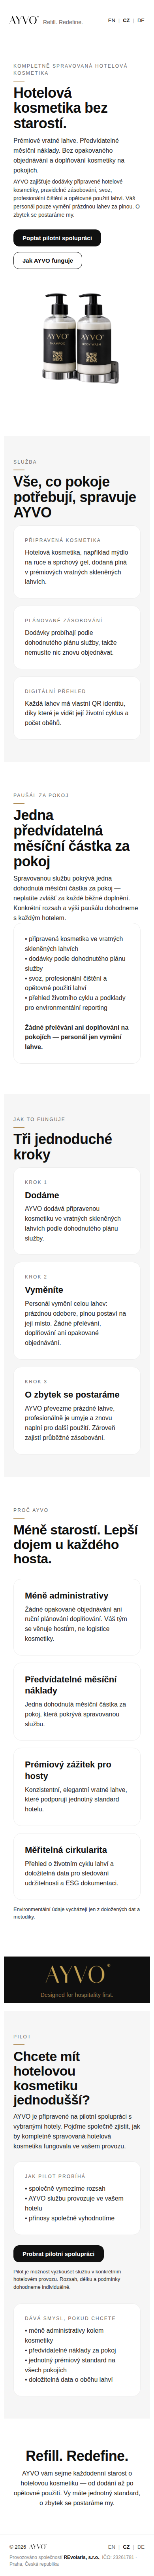 AYVO® Refill. Redefine. EN | CZ | DE
KOMPLETNĚ SPRAVOVANÁ HOTELOVÁ
KOSMETIKA
Hotelová
kosmetika bez
starostí.
Prémiové vratné lahve. Předvídatelné
měsíční náklady. Bez opakovaného
objednávání a doplňování kosmetiky na
pokojích.
AYVO zajišťuje dodávky připravené hotelové
kosmetiky, pravidelné zásobování, svoz,
profesionální čištění a opětovné použití lahví. Váš
personál pouze vymění prázdnou lahev za plnou. O
zbytek se postaráme my.
Poptat pilotní spolupráci
Jak AYVO funguje
AYVO AYVO
SHAMPOO BODY WASH
SLUŽBA
Vše, co pokoje
potřebují, spravuje
AYVO
PŘIPRAVENÁ KOSMETIKA
Hotelová kosmetika, například mýdlo
na ruce a sprchový gel, dodaná plná
v prémiových vratných skleněných
lahvích.
PLÁNOVANÉ ZÁSOBOVÁNÍ
Dodávky probíhají podle
dohodnutého plánu služby, takže
nemusíte nic znovu objednávat.
DIGITÁLNÍ PŘEHLED
Každá lahev má vlastní QR identitu,
díky které je vidět její životní cyklus a
počet oběhů.
PAUŠÁL ZA POKOJ
Jedna
předvídatelná
měsíční částka za
pokoj
Spravovanou službu pokrývá jedna
dohodnutá měsíční částka za pokoj —
neplatíte zvlášť za každé běžné doplnění.
Konkrétní rozsah a výši paušálu dohodneme
s každým hotelem.
• připravená kosmetika ve vratných
skleněných lahvích
• dodávky podle dohodnutého plánu
služby
• svoz, profesionální čištění a
opětovné použití lahví
• přehled životního cyklu a podklady
pro environmentální reporting
Žádné přelévání ani doplňování na
pokojích — personál jen vymění
lahve.
JAK TO FUNGUJE
Tři jednoduché
kroky
KROK 1
Dodáme
AYVO dodává připravenou
kosmetiku ve vratných skleněných
lahvích podle dohodnutého plánu
služby.
KROK 2
Vyměníte
Personál vymění celou lahev:
prázdnou odebere, plnou postaví na
její místo. Žádné přelévání,
doplňování ani opakované
objednávání.
KROK 3
O zbytek se postaráme
AYVO převezme prázdné lahve,
profesionálně je umyje a znovu
naplní pro další použití. Zároveň
zajistí průběžné zásobování.
PROČ AYVO
Méně starostí. Lepší
dojem u každého
hosta.
Méně administrativy
Žádné opakované objednávání ani
ruční plánování doplňování. Váš tým
se věnuje hostům, ne logistice
kosmetiky.
Předvídatelné měsíční
náklady
Jedna dohodnutá měsíční částka za
pokoj, která pokrývá spravovanou
službu.
Prémiový zážitek pro
hosty
Konzistentní, elegantní vratné lahve,
které podporují jednotný standard
hotelu.
Měřitelná cirkularita
Přehled o životním cyklu lahví a
doložitelná data pro sledování
udržitelnosti a ESG dokumentaci.
Environmentální údaje vycházejí jen z doložených dat a
metodiky.
AYVO®
Designed for hospitality first.
PILOT
Chcete mít
hotelovou
kosmetiku
jednodušší?
AYVO je připravené na pilotní spolupráci s
vybranými hotely. Pojďme společně zjistit, jak
by kompletně spravovaná hotelová
kosmetika fungovala ve vašem provozu.
JAK PILOT PROBÍHÁ
• společně vymezíme rozsah
• AYVO službu provozuje ve vašem
hotelu
• přínosy společně vyhodnotíme
Probrat pilotní spolupráci
Pilot je možnost vyzkoušet službu v konkrétním
hotelovém provozu. Rozsah, délku a podmínky
dohodneme individuálně.
DÁVÁ SMYSL, POKUD CHCETE
• méně administrativy kolem
kosmetiky
• předvídatelné náklady za pokoj
• jednotný prémiový standard na
všech pokojích
• doložitelná data o oběhu lahví
Refill. Redefine.
AYVO vám sejme každodenní starost o
hotelovou kosmetiku — od dodání až po
opětovné použití. Vy máte jednotný standard,
o zbytek se postaráme my.
© 2026 AYVO® EN | CZ | DE
Provozováno společností REvolaris, s.r.o., IČO: 23261781 ·
Praha, Česká republika